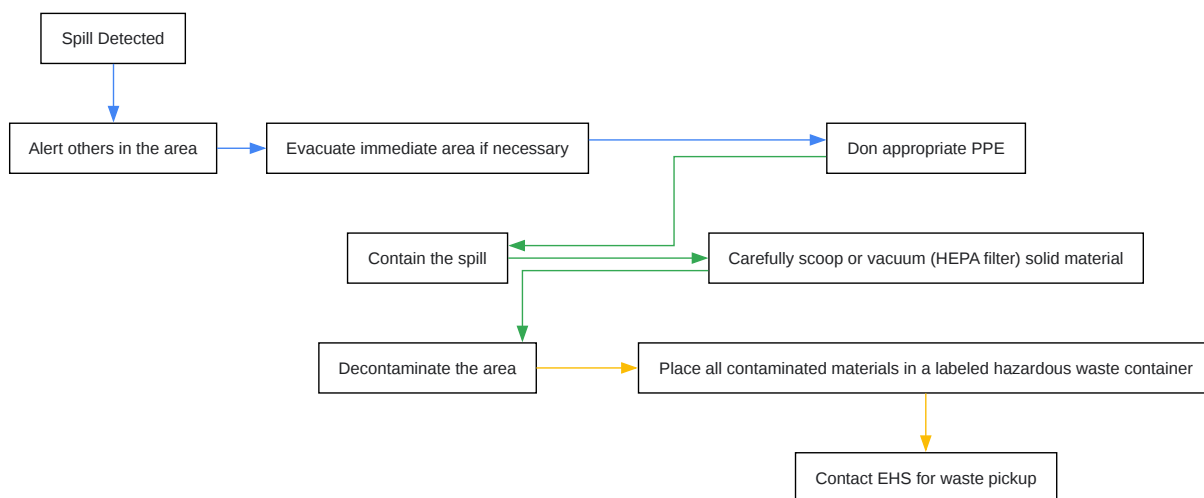 Spill Detected
Alert others in the area
Evacuate immediate area if necessary
Don appropriate PPE
Contain the spill
Carefully scoop or vacuum (HEPA filter) solid material
Decontaminate the area
Place all contaminated materials in a labeled hazardous waste container
Contact EHS for waste pickup